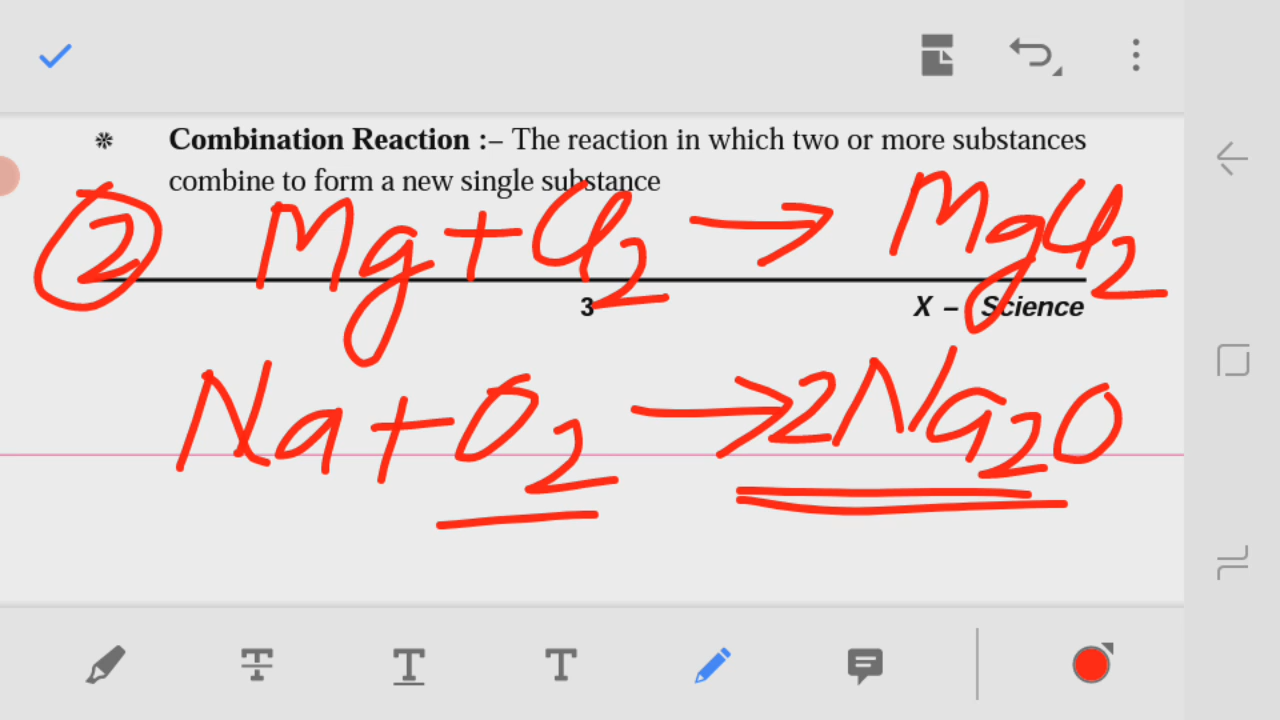 * Combination Reaction :– The reaction in which two or more substances
combine to form a new single substance
② Mg + Cl₂ → MgCl₂
3 X – Science
Na + O₂ → 2Na₂O